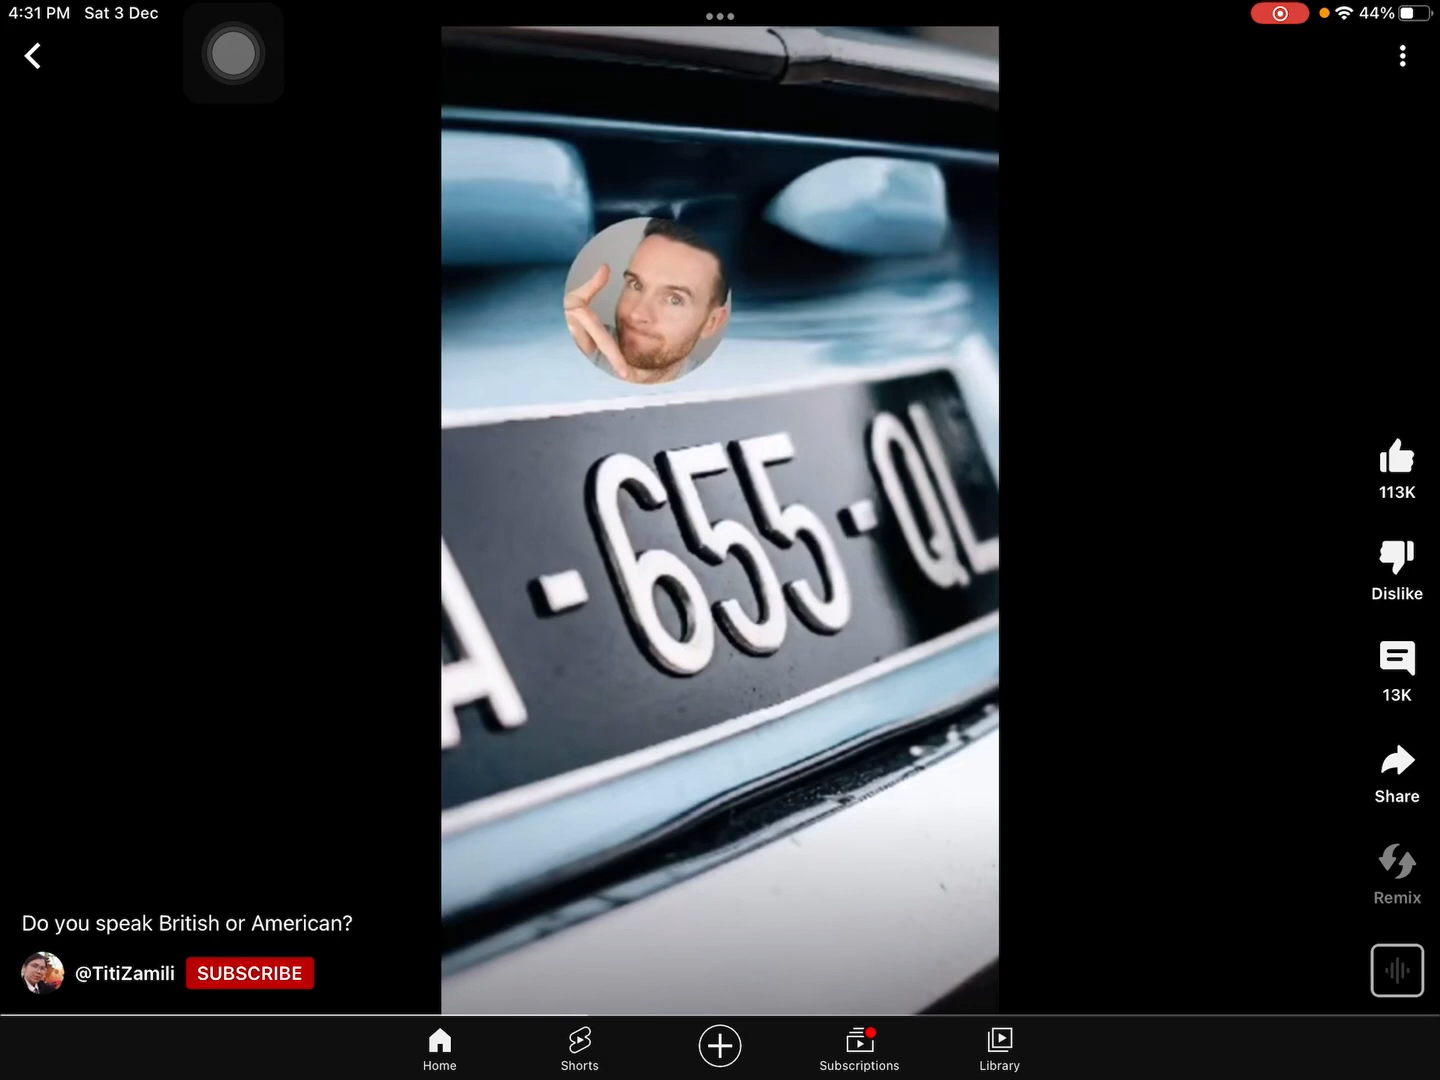 4:31 PM Sat 3 Dec
44%
A-655-QL
113K
Dislike
13K
Share
Remix
Do you speak British or American?
@TitiZamili SUBSCRIBE
Home Shorts Subscriptions Library